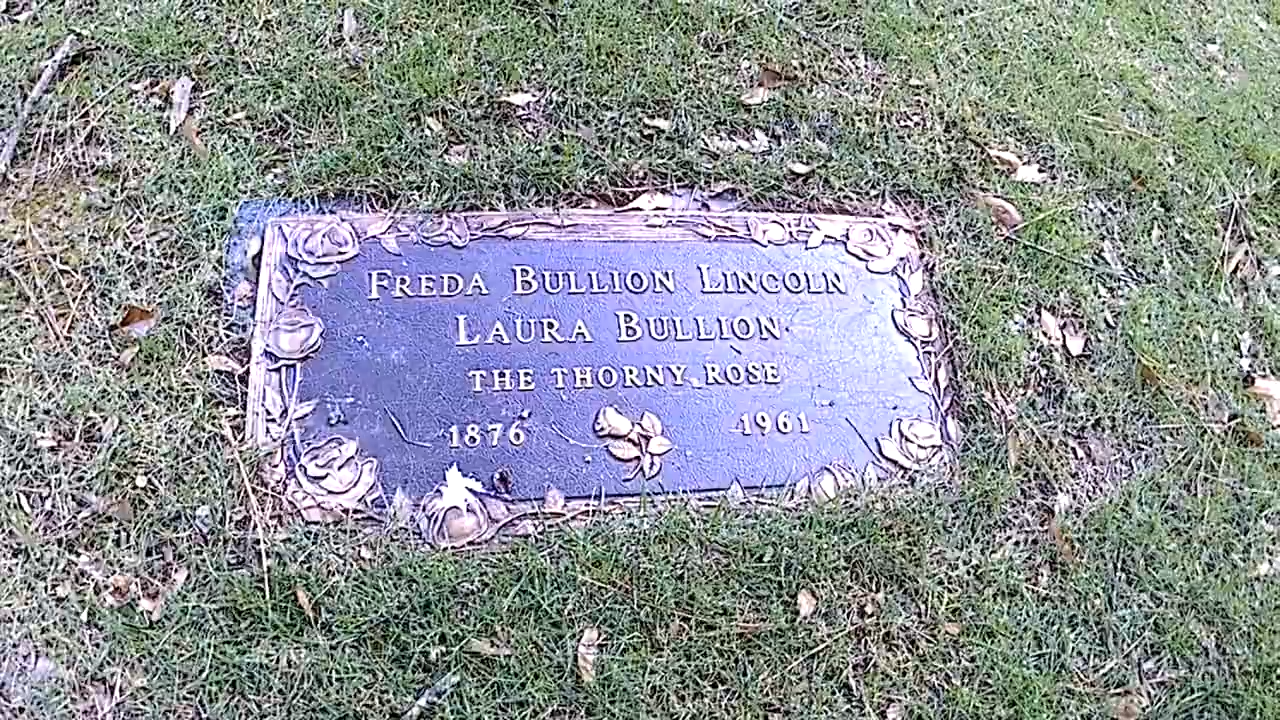 FREDA BULLION LINCOLN
LAURA BULLION
THE THORNY ROSE
1876 1961